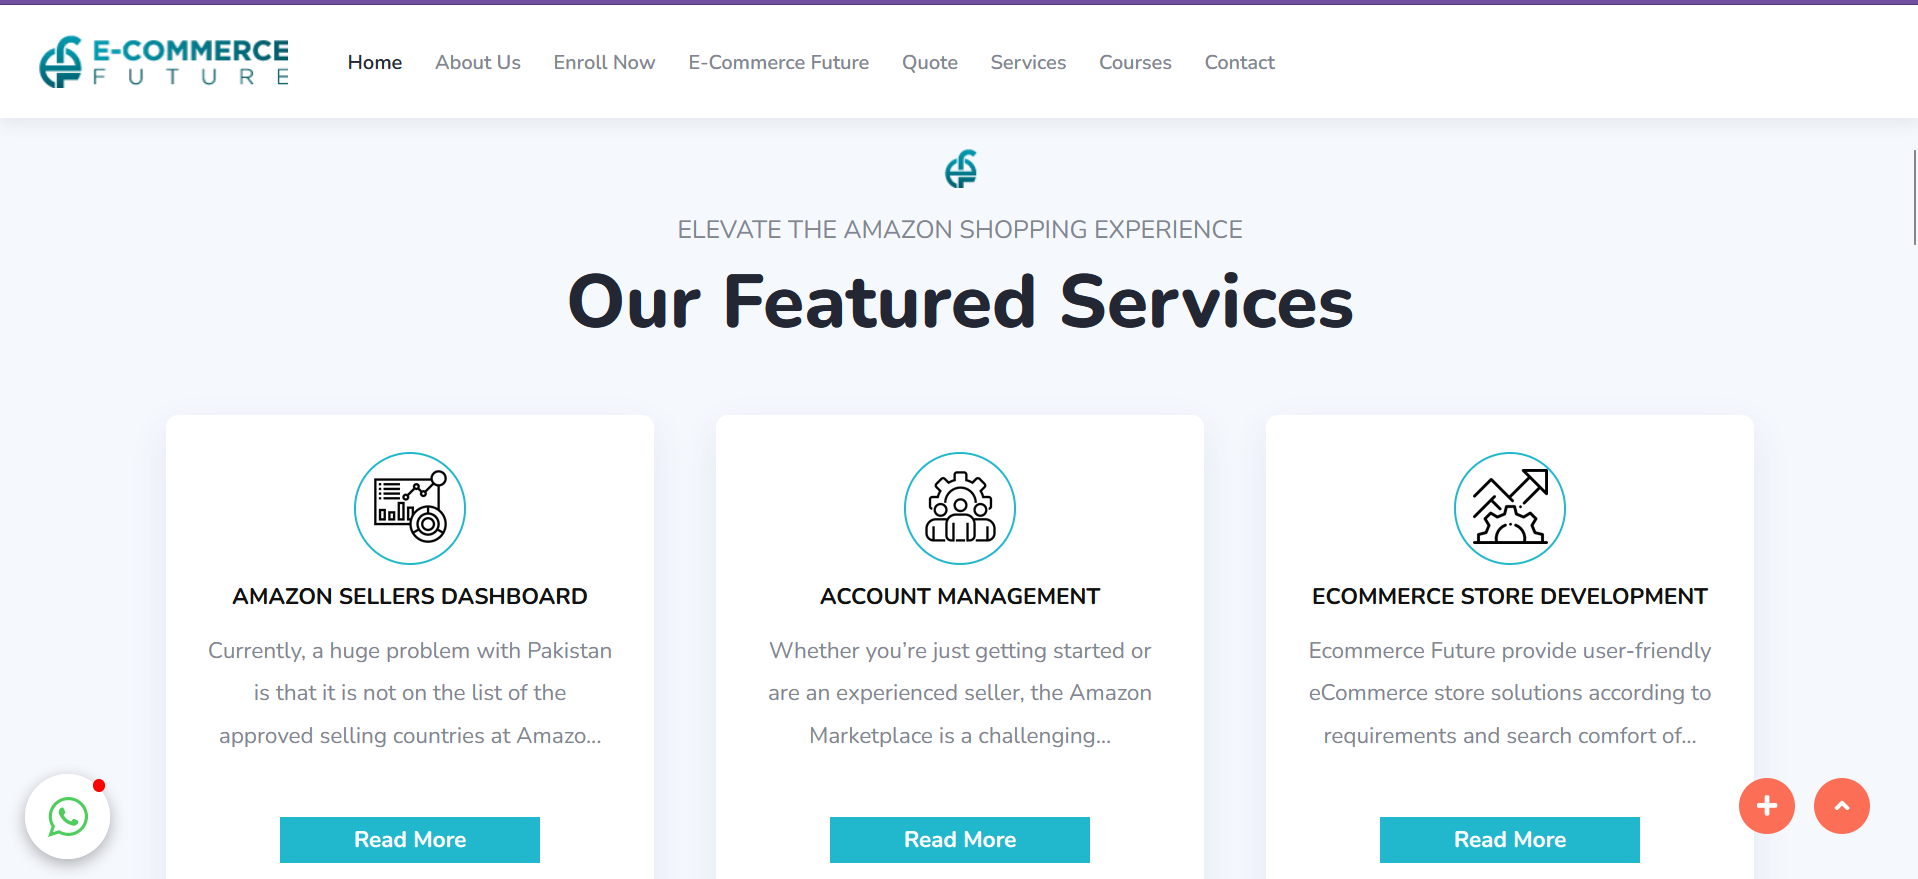 E-COMMERCE
FUTURE
Home About Us Enroll Now E-Commerce Future Quote Services Courses Contact
ELEVATE THE AMAZON SHOPPING EXPERIENCE
Our Featured Services
AMAZON SELLERS DASHBOARD
Currently, a huge problem with Pakistan
is that it is not on the list of the
approved selling countries at Amazo...
Read More
ACCOUNT MANAGEMENT
Whether you’re just getting started or
are an experienced seller, the Amazon
Marketplace is a challenging...
Read More
ECOMMERCE STORE DEVELOPMENT
Ecommerce Future provide user-friendly
eCommerce store solutions according to
requirements and search comfort of...
Read More